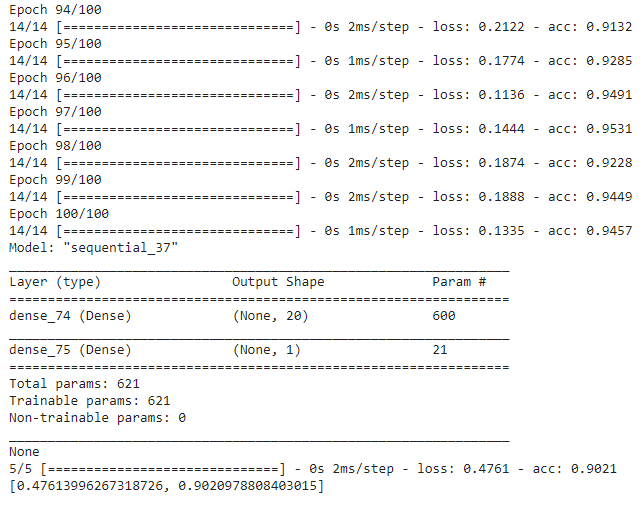 Epoch 94/100
14/14 [==============================] - 0s 2ms/step - loss: 0.2122 - acc: 0.9132
Epoch 95/100
14/14 [==============================] - 0s 1ms/step - loss: 0.1774 - acc: 0.9285
Epoch 96/100
14/14 [==============================] - 0s 2ms/step - loss: 0.1136 - acc: 0.9491
Epoch 97/100
14/14 [==============================] - 0s 1ms/step - loss: 0.1444 - acc: 0.9531
Epoch 98/100
14/14 [==============================] - 0s 2ms/step - loss: 0.1874 - acc: 0.9228
Epoch 99/100
14/14 [==============================] - 0s 2ms/step - loss: 0.1888 - acc: 0.9449
Epoch 100/100
14/14 [==============================] - 0s 1ms/step - loss: 0.1335 - acc: 0.9457
Model: "sequential_37"
_________________________________________________________________
Layer (type)                 Output Shape              Param #
=================================================================
dense_74 (Dense)             (None, 20)                600
_________________________________________________________________
dense_75 (Dense)             (None, 1)                 21
=================================================================
Total params: 621
Trainable params: 621
Non-trainable params: 0
_________________________________________________________________
None
5/5 [==============================] - 0s 2ms/step - loss: 0.4761 - acc: 0.9021
[0.47613996267318726, 0.9020978808403015]